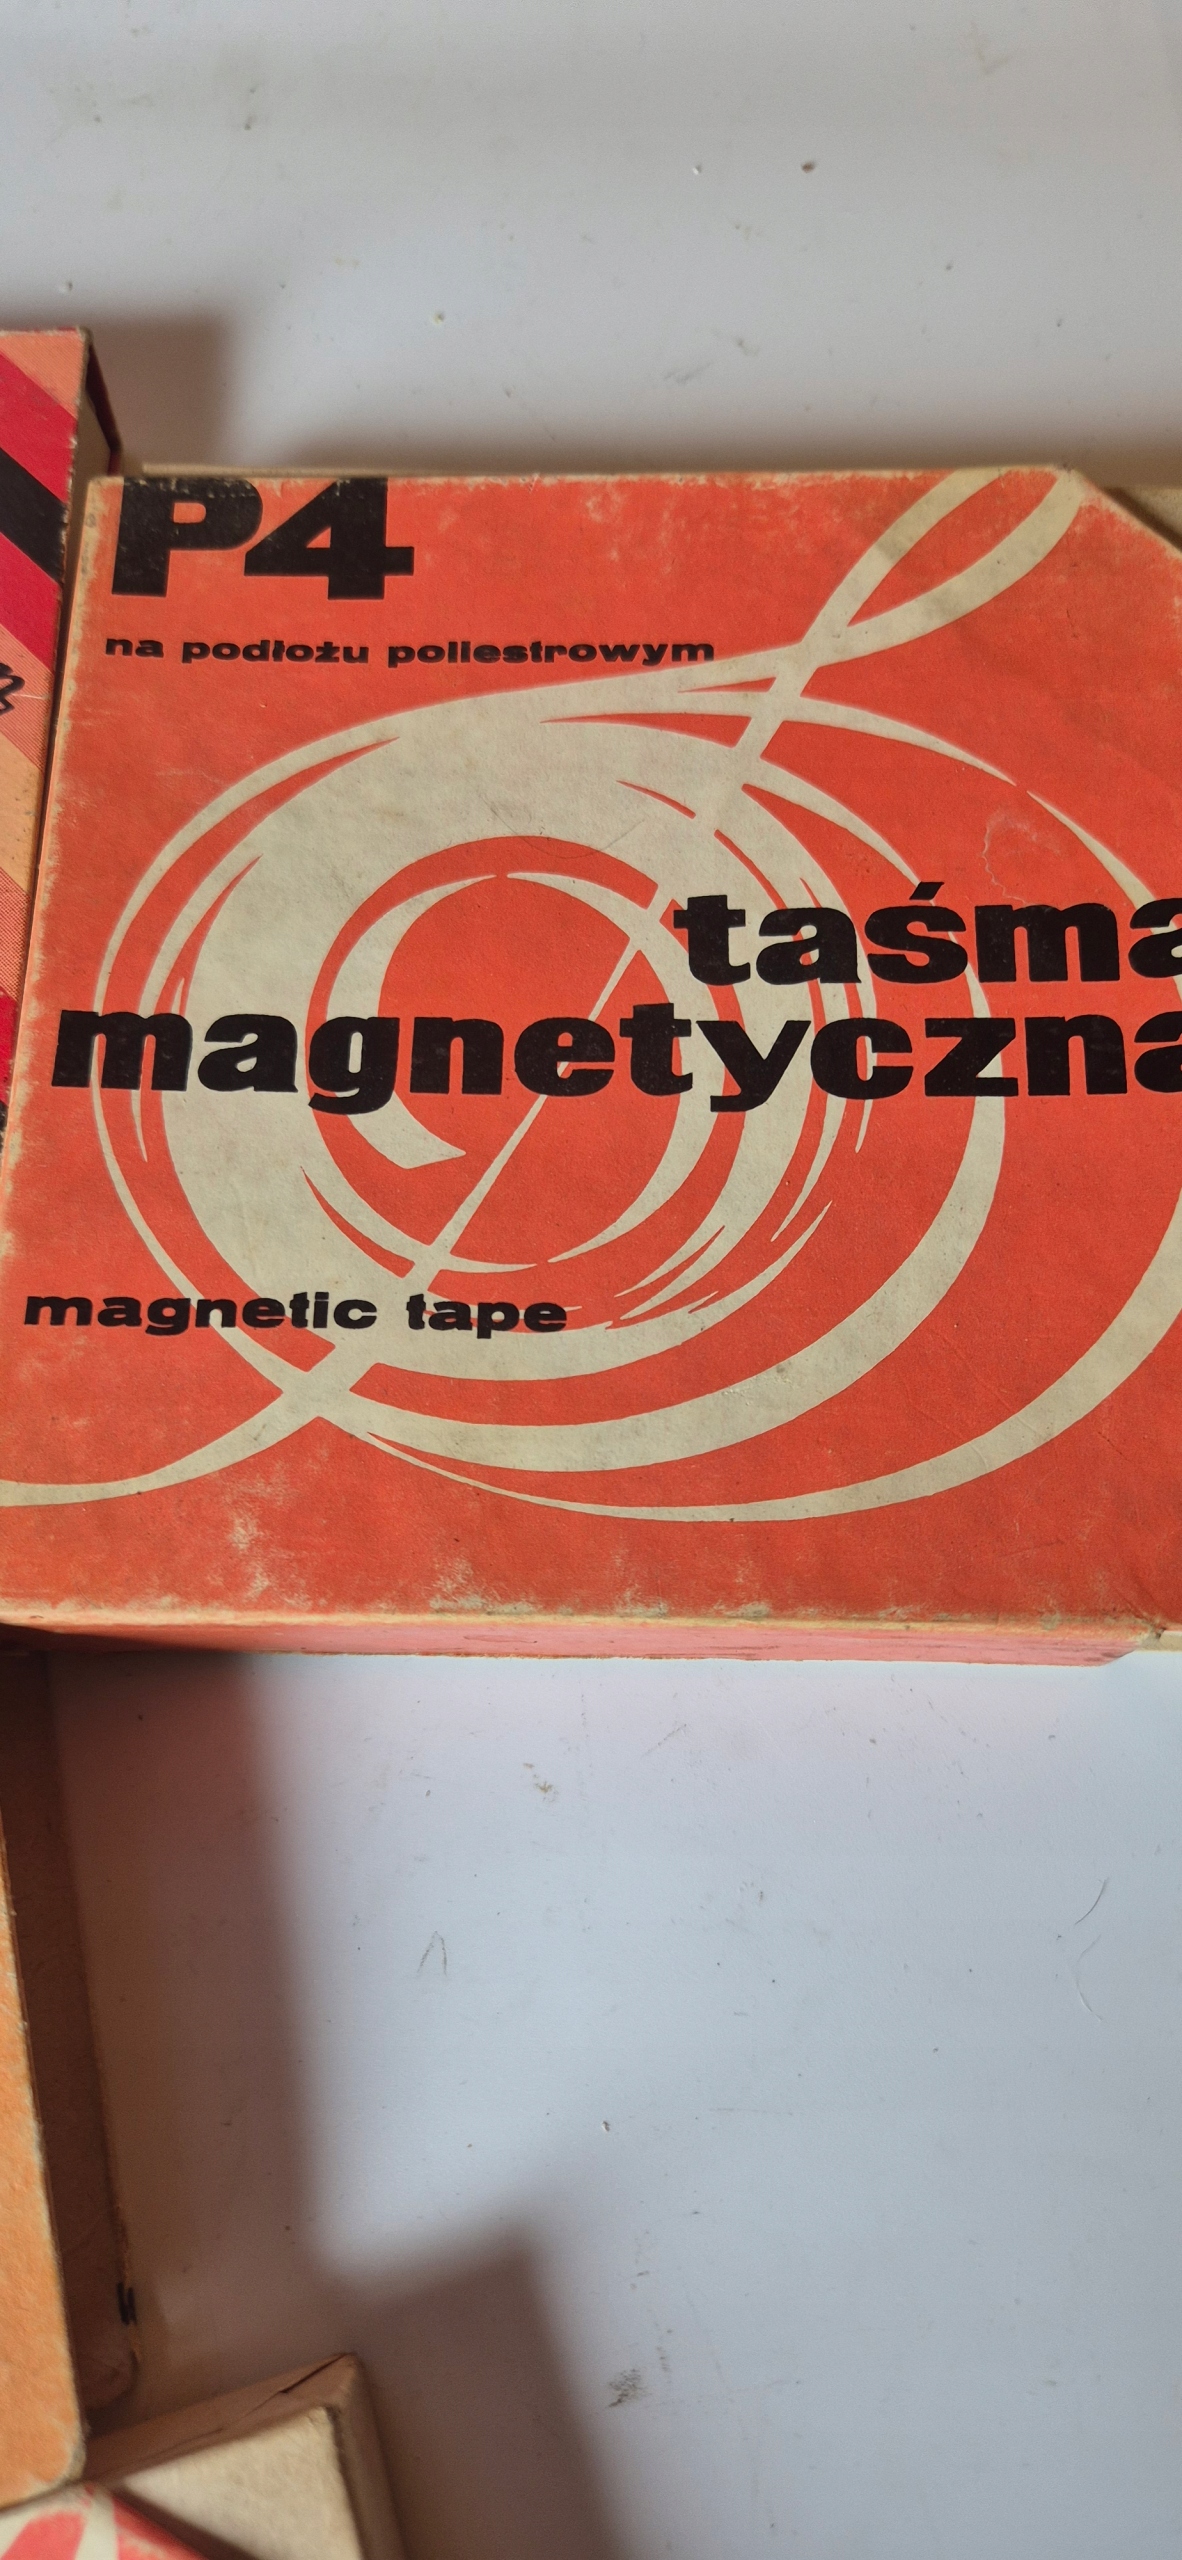 P4
na podłożu poliestrowym
taśma
magnetyczna
magnetic tape